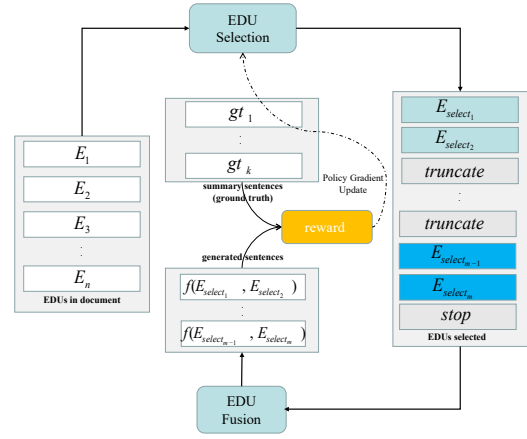 EDU
Selection
E1
E2
E3
⋮
En
EDUs in document
gt 1
⋮
gt k
summary sentences
(ground truth)
Policy Gradient
Update
reward
generated sentences
f(Eselect1 , Eselect2 )
⋮
f(Eselectm−1 , Eselectm )
EDU
Fusion
Eselect1
Eselect2
truncate
⋮
truncate
Eselectm−1
Eselectm
stop
EDUs selected